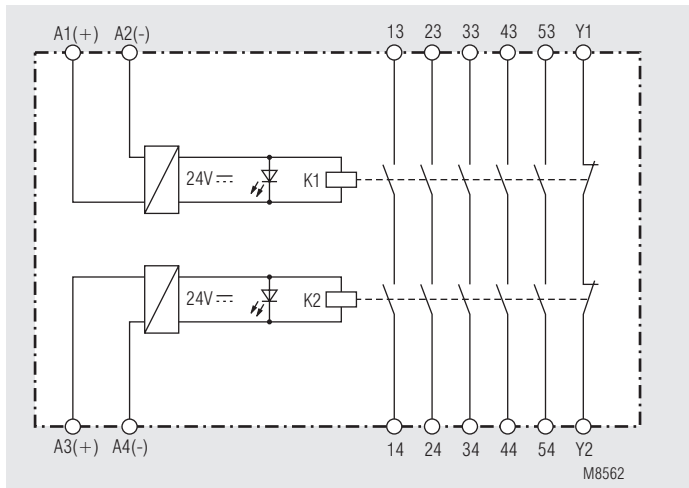 A1(+) A2(-) 13 23 33 43 53 Y1
24V K1
24V K2
A3(+) A4(-) 14 24 34 44 54 Y2
M8562